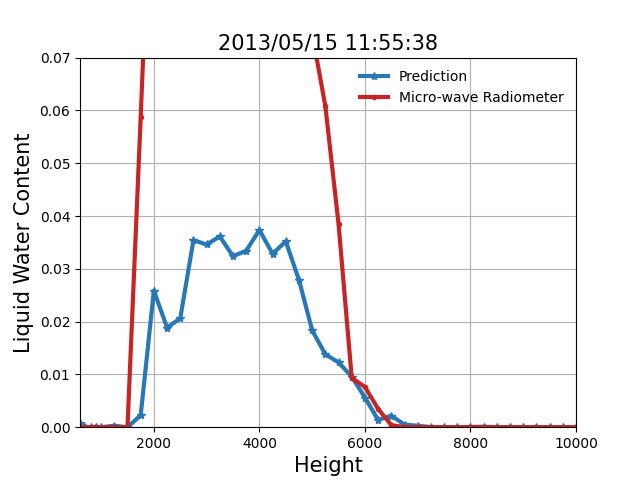 2013/05/15 11:55:38
0.07
0.06
0.05
0.04
0.03
0.02
0.01
0.00
Liquid Water Content
Prediction
Micro-wave Radiometer
2000 4000 6000 8000 10000
Height